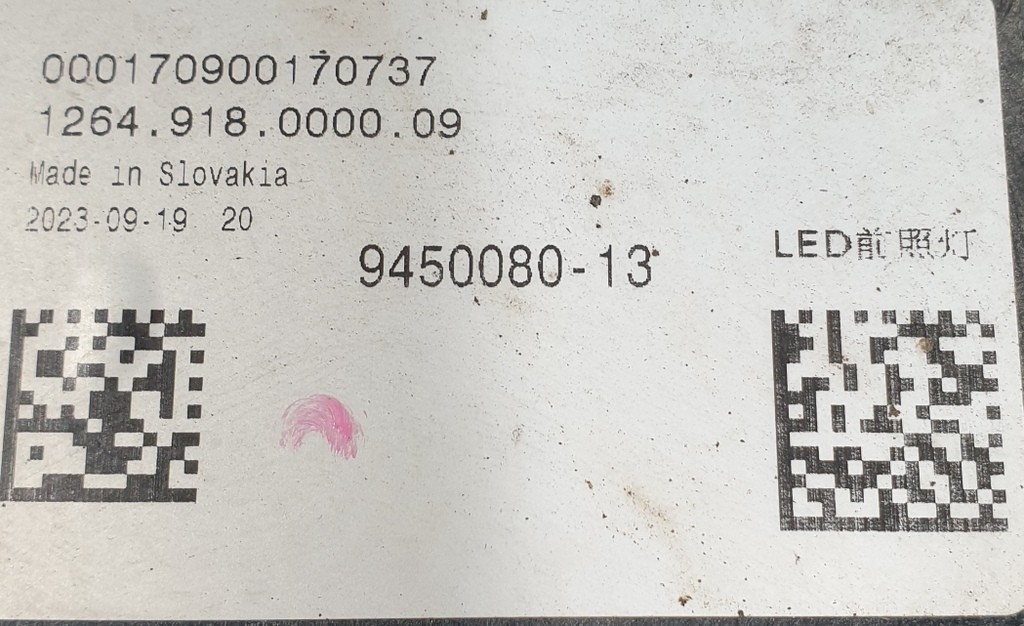 000170900170737
1264.918.0000.09
Made in Slovakia
2023-09-19 20
9450080-13
LED前照灯